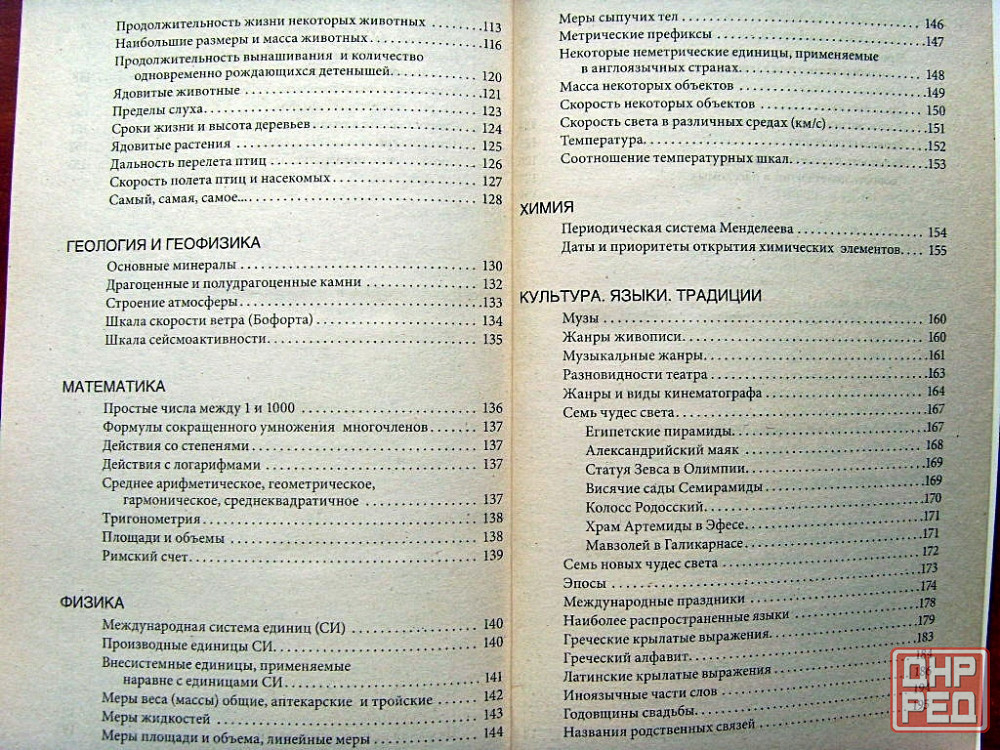 Продолжительность жизни некоторых животных ......113
Наибольшие размеры и масса животных..............116
Продолжительность вынашивания и количество
одновременно рождающихся детенышей..............120
Ядовитые животные ..............121
Пределы слуха..............123
Сроки жизни и высота деревьев..............124
Ядовитые растения ..............125
Дальность перелета птиц ..............126
Скорость полета птиц и насекомых..............127
Самый, самая, самое..............128
ГЕОЛОГИЯ И ГЕОФИЗИКА
Основные минералы ..............130
Драгоценные и полудрагоценные камни ..............132
Строение атмосферы..............133
Шкала скорости ветра (Бофорта) ..............134
Шкала сейсмоактивности..............135
МАТЕМАТИКА
Простые числа между 1 и 1000 ..............136
Формулы сокращенного умножения многочленов.......137
Действия со степенями ..............137
Действия с логарифмами ..............137
Среднее арифметическое, геометрическое,
гармоническое, среднеквадратичное ..............137
Тригонометрия..............138
Площади и объемы ..............138
Римский счет..............139
ФИЗИКА
Международная система единиц (СИ) ..............140
Производные единицы СИ..............140
Внесистемные единицы, применяемые
наравне с единицами СИ..............141
Меры веса (массы) общие, аптекарские и тройские ......142
Меры жидкостей ..............143
Меры площади и объема, линейные меры ..............144
Меры сыпучих тел ..............146
Метрические префиксы ..............147
Некоторые неметрические единицы, применяемые
в англоязычных странах..............148
Масса некоторых объектов ..............149
Скорость некоторых объектов ..............150
Скорость света в различных средах (км/с)..............151
Температура..............152
Соотношение температурных шкал..............153
ХИМИЯ
Периодическая система Менделеева ..............154
Даты и приоритеты открытия химических элементов....155
КУЛЬТУРА. ЯЗЫКИ. ТРАДИЦИИ
Музы ..............160
Жанры живописи..............160
Музыкальные жанры..............161
Разновидности театра ..............163
Жанры и виды кинематографа ..............164
Семь чудес света..............167
Египетские пирамиды..............167
Александрийский маяк ..............168
Статуя Зевса в Олимпии..............169
Висячие сады Семирамиды..............169
Колосс Родосский..............170
Храм Артемиды в Эфесе..............171
Мавзолей в Галикарнасе..............171
Семь новых чудес света ..............172
Эпосы ..............173
Международные праздники ..............174
Наиболее распространенные языки ..............178
Греческие крылатые выражения..............179
Греческий алфавит..............183
Латинские крылатые выражения ..............184
Иноязычные части слов ..............186
Годовщины свадьбы..............191
Названия родственных связей ..............195
DHP
РЕД